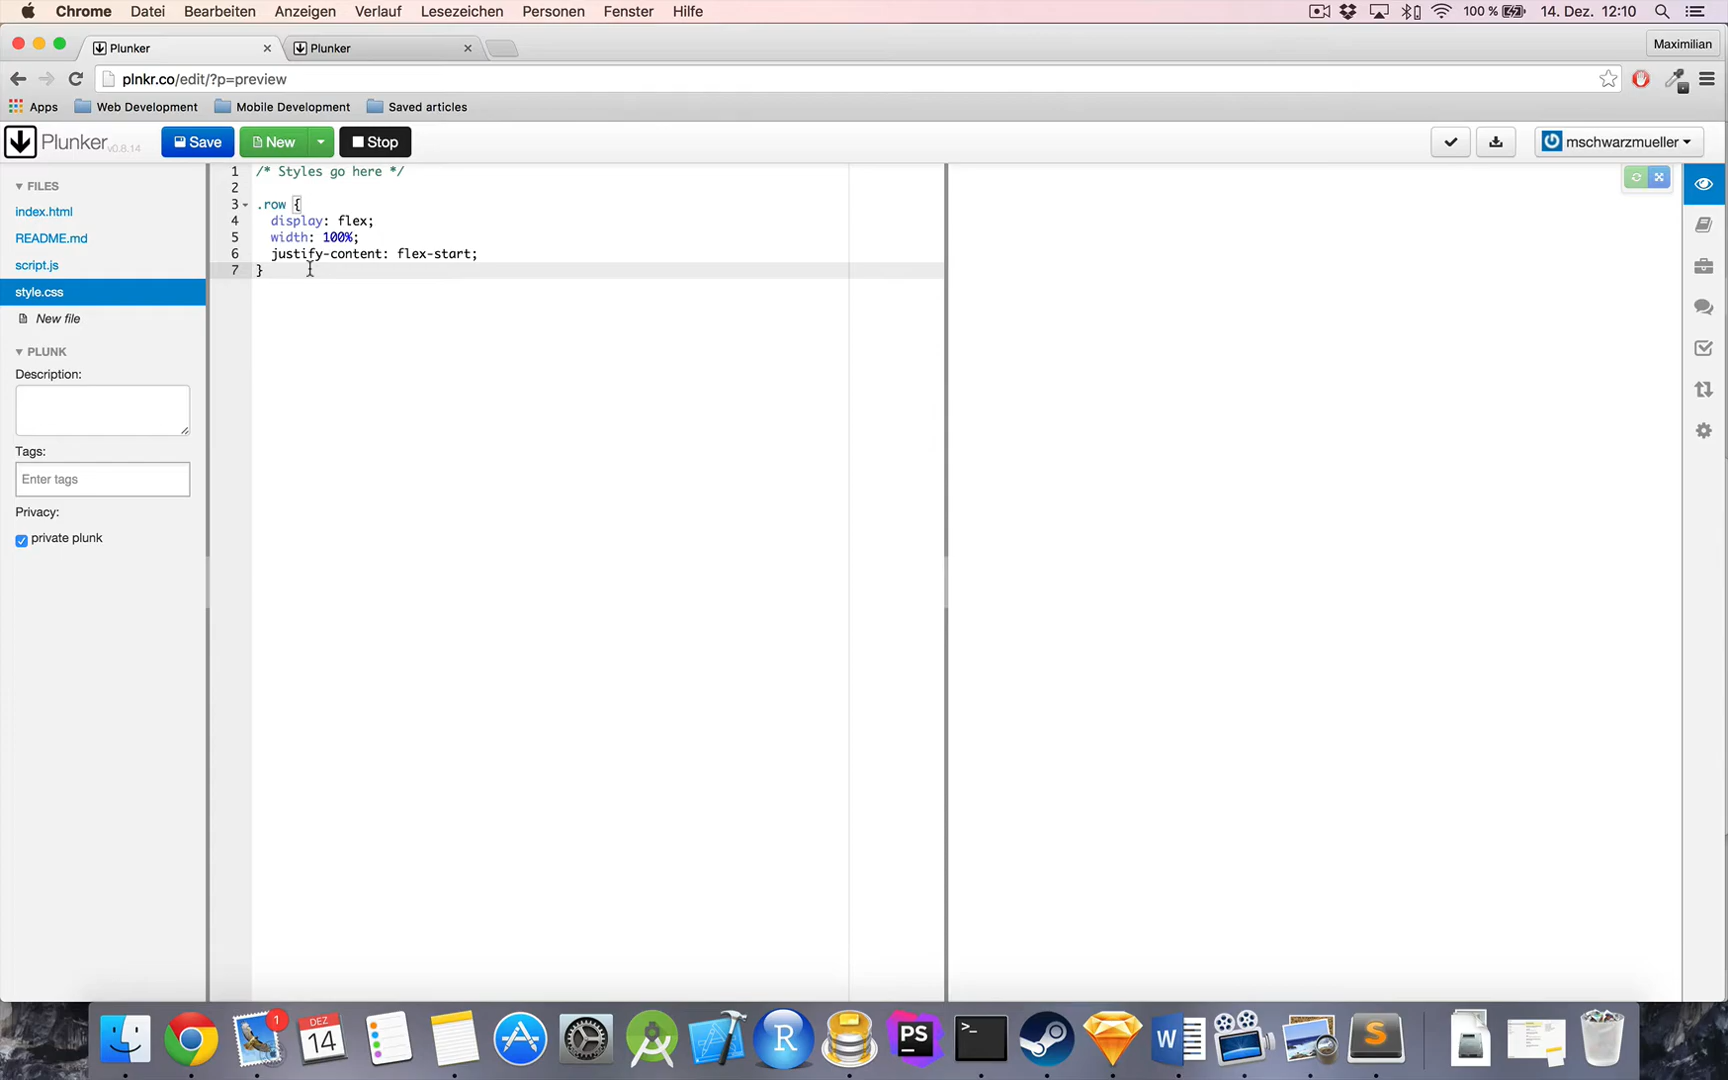 Chrome Datei Bearbeiten Anzeigen Verlauf Lesezeichen Personen Fenster Hilfe 100 % 14. Dez. 12:10
Plunker Plunker Maximilian
plnkr.co/edit/?p=preview
Apps Web Development Mobile Development Saved articles
Plunker v0.8.14 Save New Stop mschwarzmueller
FILES
index.html
README.md
script.js
style.css
New file
PLUNK
Description:
Tags:
Enter tags
Privacy:
private plunk
1 /* Styles go here */
2
3 .row {
4 display: flex;
5 width: 100%;
6 justify-content: flex-start;
7 }
1
DEZ
14
R
PS
>_
W
S